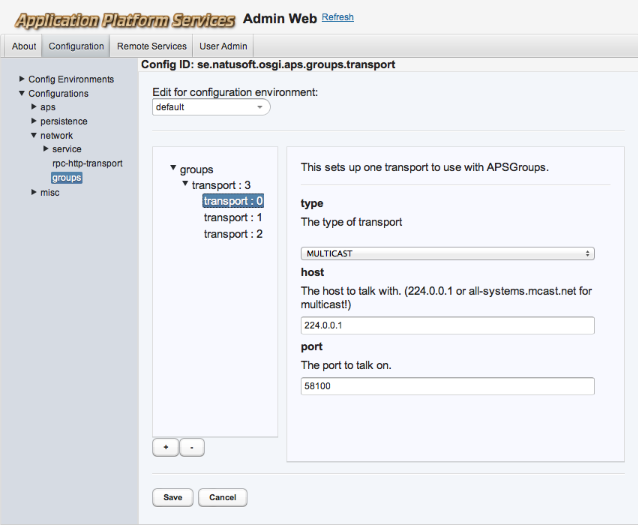 Application Platform Services Admin Web Refresh
About Configuration Remote Services User Admin
Config ID: se.natusoft.osgi.aps.groups.transport
Config Environments
Configurations
aps
persistence
network
service
rpc-http-transport
groups
misc
Edit for configuration environment:
default
groups
transport : 3
transport : 0
transport : 1
transport : 2
+ -
This sets up one transport to use with APSGroups.
type
The type of transport
MULTICAST
host
The host to talk with. (224.0.0.1 or all-systems.mcast.net for
multicast!)
224.0.0.1
port
The port to talk on.
58100
Save Cancel